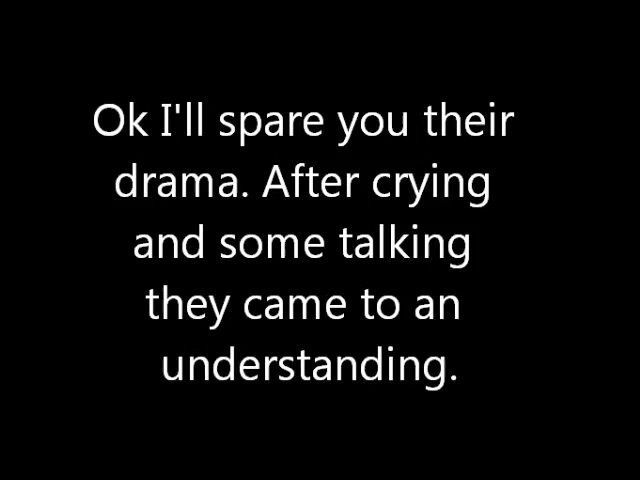 Ok I'll spare you their
drama. After crying
and some talking
they came to an
understanding.